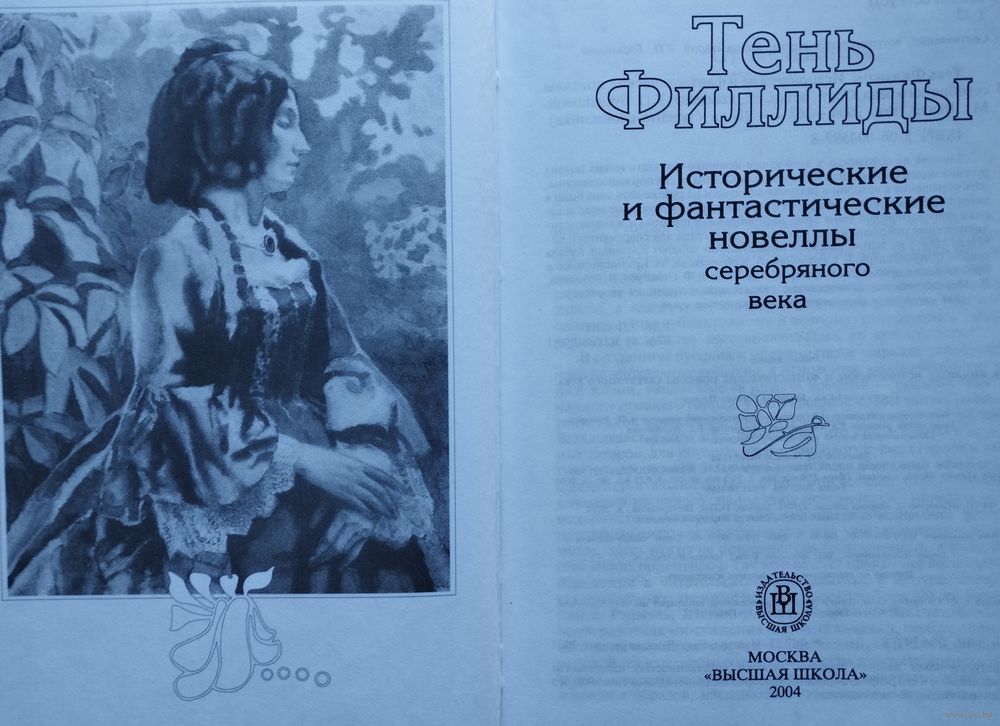 Тень
Филлиды
Исторические
и фантастические
новеллы
серебряного
века
ИЗДАТЕЛЬСТВО
ВЫСШАЯ ШКОЛА
ВШ
МОСКВА
«ВЫСШАЯ ШКОЛА»
2004